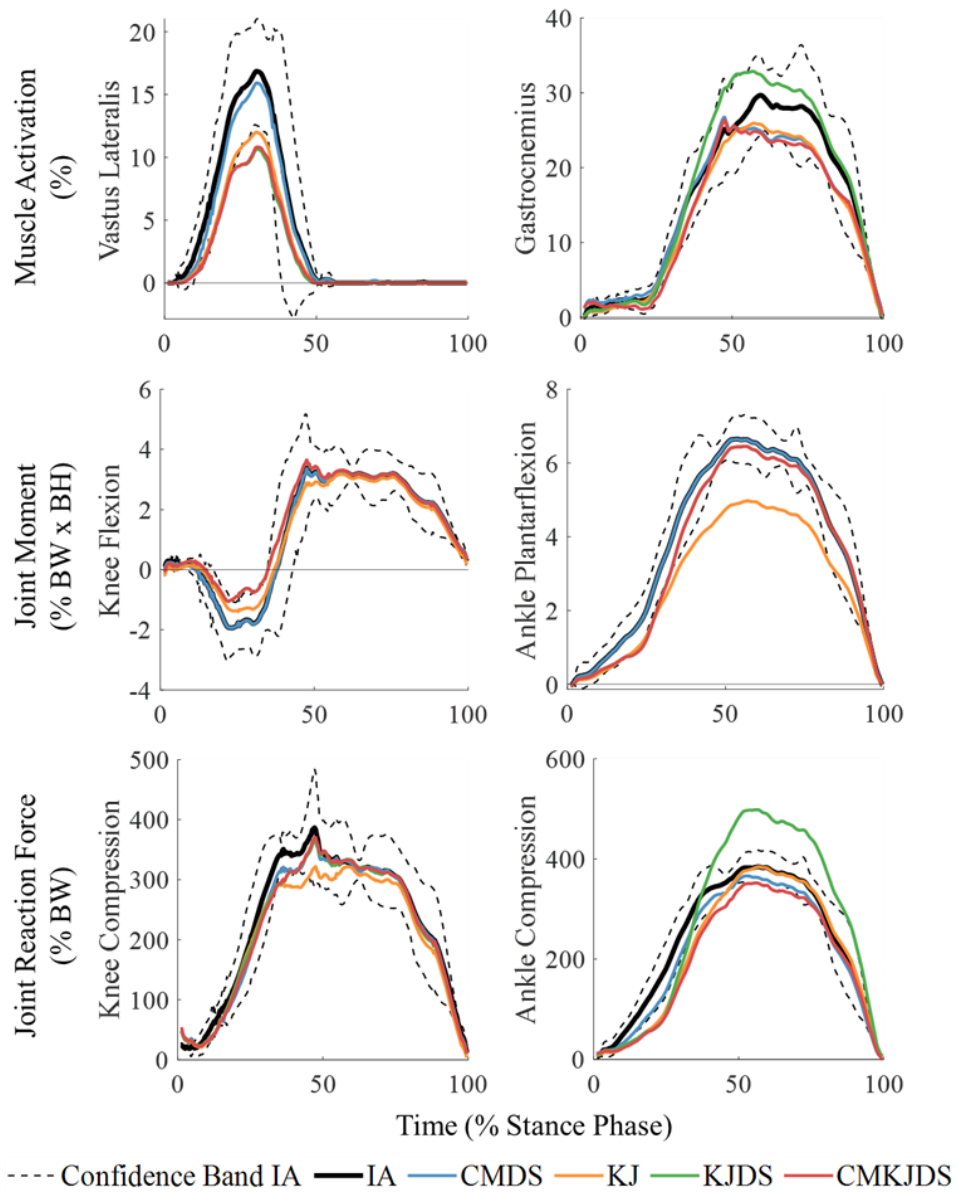 Muscle Activation
(%)
Vastus Lateralis
20
15
10
5
0
0 50 100
Gastrocnemius
40
30
20
10
0
0 50 100
Joint Moment
(% BW x BH)
Knee Flexion
6
4
2
0
-2
-4
0 50 100
Ankle Plantarflexion
8
6
4
2
0
0 50 100
Joint Reaction Force
(% BW)
Knee Compression
500
400
300
200
100
0
0 50 100
Ankle Compression
600
400
200
0
0 50 100
Time (% Stance Phase)
Confidence Band IA IA CMDS KJ KJDS CMKJDS